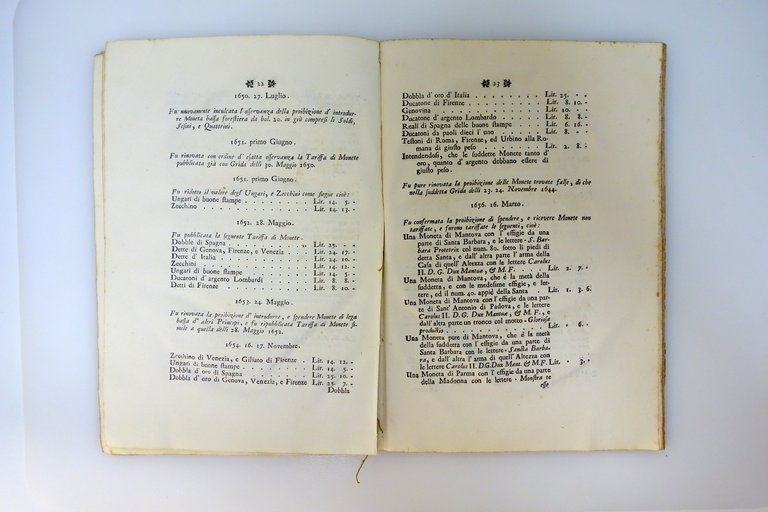 22
1650. 27. Luglio.
Fu nuovamente inculcata l' osservanza della proibizione d' introdur-
re Moneta bassa forestiera da bol. 20. in giù compresi li Soldi,
Sesini, e Quattrini.
1651. primo Giugno.
Fu rinovata con ordine d' esatta osservanza la Tariffa di Monete
pubblicata già con Grida delli 30. Maggio 1650.
1651. primo Giugno.
Fu ridotto il valore degl' Ungari, e Zecchini come segue cioè:
Ungari di buone stampe . . . . . . . Lir. 14. 5. -
Zecchino . . . . . . . . . . . Lir. 14. 13.
1652. 28. Maggio.
Fu pubblicata la seguente Tariffa di Monete.
Dobble di Spagna . . . . . . . . . Lir. 25. - -
Dette di Genova, Firenze, e Venezia . . . . Lir. 24. 17. -
Dette d' Italia . . . . . . . . . . Lir. 24. 10. -
Zecchini . . . . . . . . . . . Lir. 14. 12. -
Ungari di buone stampe . . . . . . . Lir. 14. 5. -
Ducatoni d' argento Lombardi . . . . . Lir. 8. 8. -
Detti di Firenze . . . . . . . . . Lir. 8. 10. -
1653. 24. Maggio.
Fu rinovata la proibizione d' introdurre, e spendere Monete di lega
bassa d' altri Principi, e fu ripubblicata Tariffa di Monete si-
mile a quella delli 28. Maggio 1652.
1654. 16. 17. Novembre.
Zecchino di Venezia, e Giliato di Firenze . Lir. 14. 12. -
Ungari di buone stampe . . . . . . . Lir. 14. 5. -
Dobbla d' oro di Spagna . . . . . . . Lir. 25. 10. -
Dobbla d' oro di Genova, Venezia, e Firenze Lir. 25. 7. -
Dobbla
23
Dobbla d' oro d' Italia . . . . . . . . Lir. 25. - -
Ducatone di Firenze . . . . . . . . Lir. 8. 10. -
Genovina . . . . . . . . . . . Lir. 10. - -
Ducatone d' argento Lombardo . . . . . Lir. 8. 8. -
Reali di Spagna delle buone stampe . . . . Lir. 6. 16. -
Ducatoni da paoli dieci l' uno . . . . . Lir. 8. - -
Testoni di Roma, Firenze, ed Urbino alla Ro-
mana di giusto peso . . . . . . . Lir. 2. 8. -
Intendendosi, che le suddette Monete tanto d'
oro, quanto d' argento debbano essere di
giusto peso.
Fu pure rinovata la proibizione delle Monete trovate false, di che
nella suddetta Grida delli 23. 24. Novembre 1644.
1656. 16. Marzo.
Fu confermata la proibizione di spendere, e ricevere Monete non
tariffate, e furono tariffate le seguenti, cioè:
Una Moneta di Mantova con l' effigie da una
parte di Santa Barbara, e le lettere . S. Bar-
bara Protetrix col num. 80. sotto li piedi di
detta Santa, e dall' altra parte l' arma della
Casa di quell' Altezza con lettere Carolus
II. D. G. Dux Mantuæ, & M. F. . . Lir. 2. 7. -
Una Moneta di Mantova, che è la metà della
suddetta, e con le medesime effigie, e let-
tere, ed il num. 40. appiè della Santa . Lir. 1. 3. 6.
Una Moneta di Mantova con l' effigie da una par-
te di Sant' Antonio di Padova, e le lettere
Carolus II. D. G. Dux Mantuæ, & M. F., e
dall' altra parte un tronco col motto . Gloriosa
. . . . . . . . Lir. - 6. -
Una Moneta pure di Mantova, che è la metà
della suddetta con l' effigie da una parte di
Santa Barbara con le lettere . Sancta Barba-
ra, e dall' altra l' arma di quell' Altezza con
le lettere Carolus II. D.G.Dux Mant. & M.F. Lir. - 3. -
Una Moneta di Parma con l' effigie da una parte
della Madonna con le lettere . Monstra te
esse